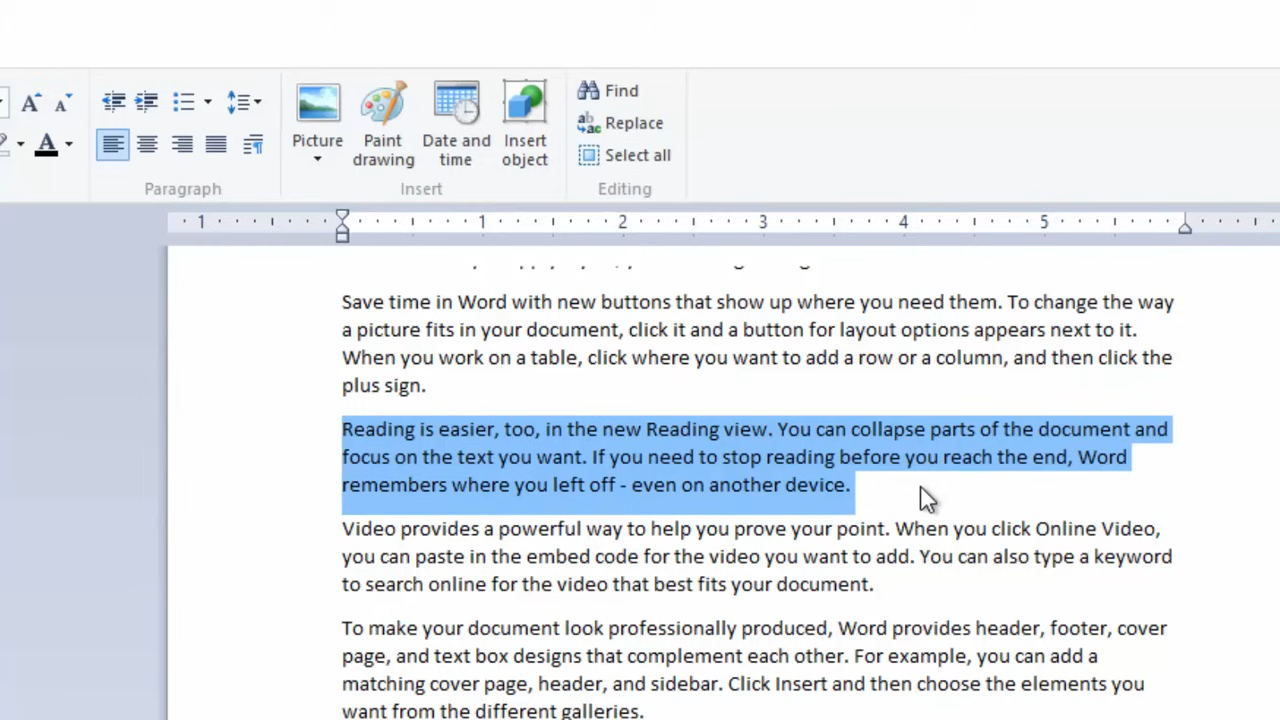 A A
A
Picture
Paint drawing
Date and time
Insert object
Find
Replace
Select all
Paragraph
Insert
Editing
1 1 2 3 4 5
Save time in Word with new buttons that show up where you need them. To change the way
a picture fits in your document, click it and a button for layout options appears next to it.
When you work on a table, click where you want to add a row or a column, and then click the
plus sign.
Reading is easier, too, in the new Reading view. You can collapse parts of the document and
focus on the text you want. If you need to stop reading before you reach the end, Word
remembers where you left off - even on another device.
Video provides a powerful way to help you prove your point. When you click Online Video,
you can paste in the embed code for the video you want to add. You can also type a keyword
to search online for the video that best fits your document.
To make your document look professionally produced, Word provides header, footer, cover
page, and text box designs that complement each other. For example, you can add a
matching cover page, header, and sidebar. Click Insert and then choose the elements you
want from the different galleries.